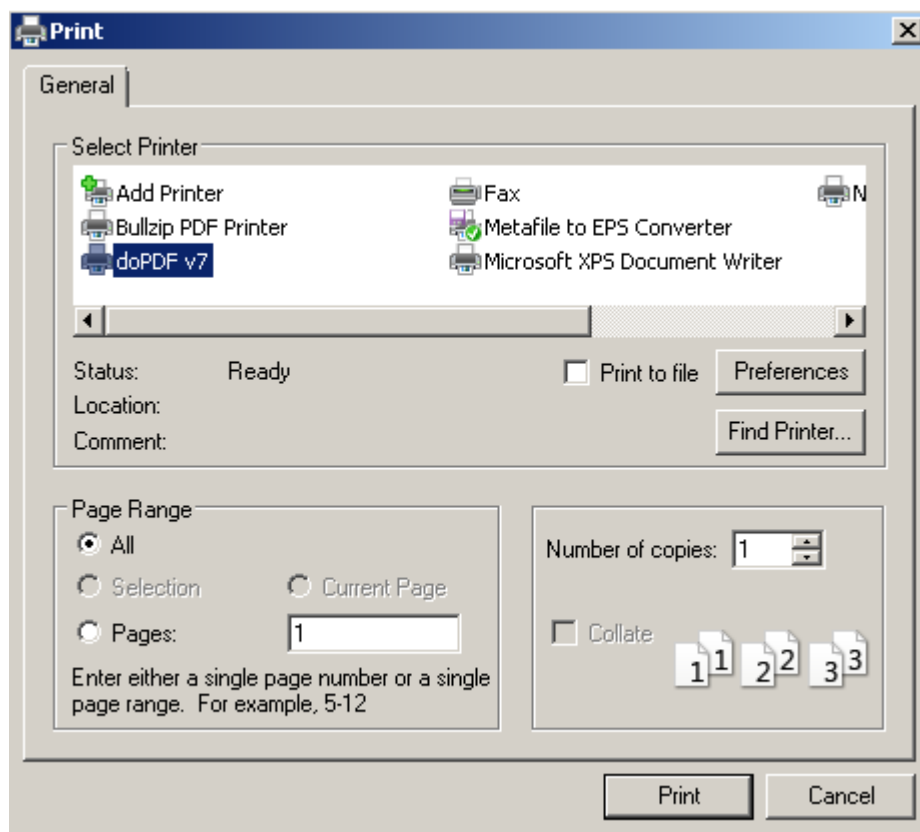 Print
General
Select Printer
Add Printer
Bullzip PDF Printer
doPDF v7
Fax
Metafile to EPS Converter
Microsoft XPS Document Writer
N
Status: Ready
Location:
Comment:
Print to file
Preferences
Find Printer...
Page Range
All
Selection
Current Page
Pages: 1
Enter either a single page number or a single
page range. For example, 5-12
Number of copies: 1
Collate
1 1 2 2 3 3
Print
Cancel